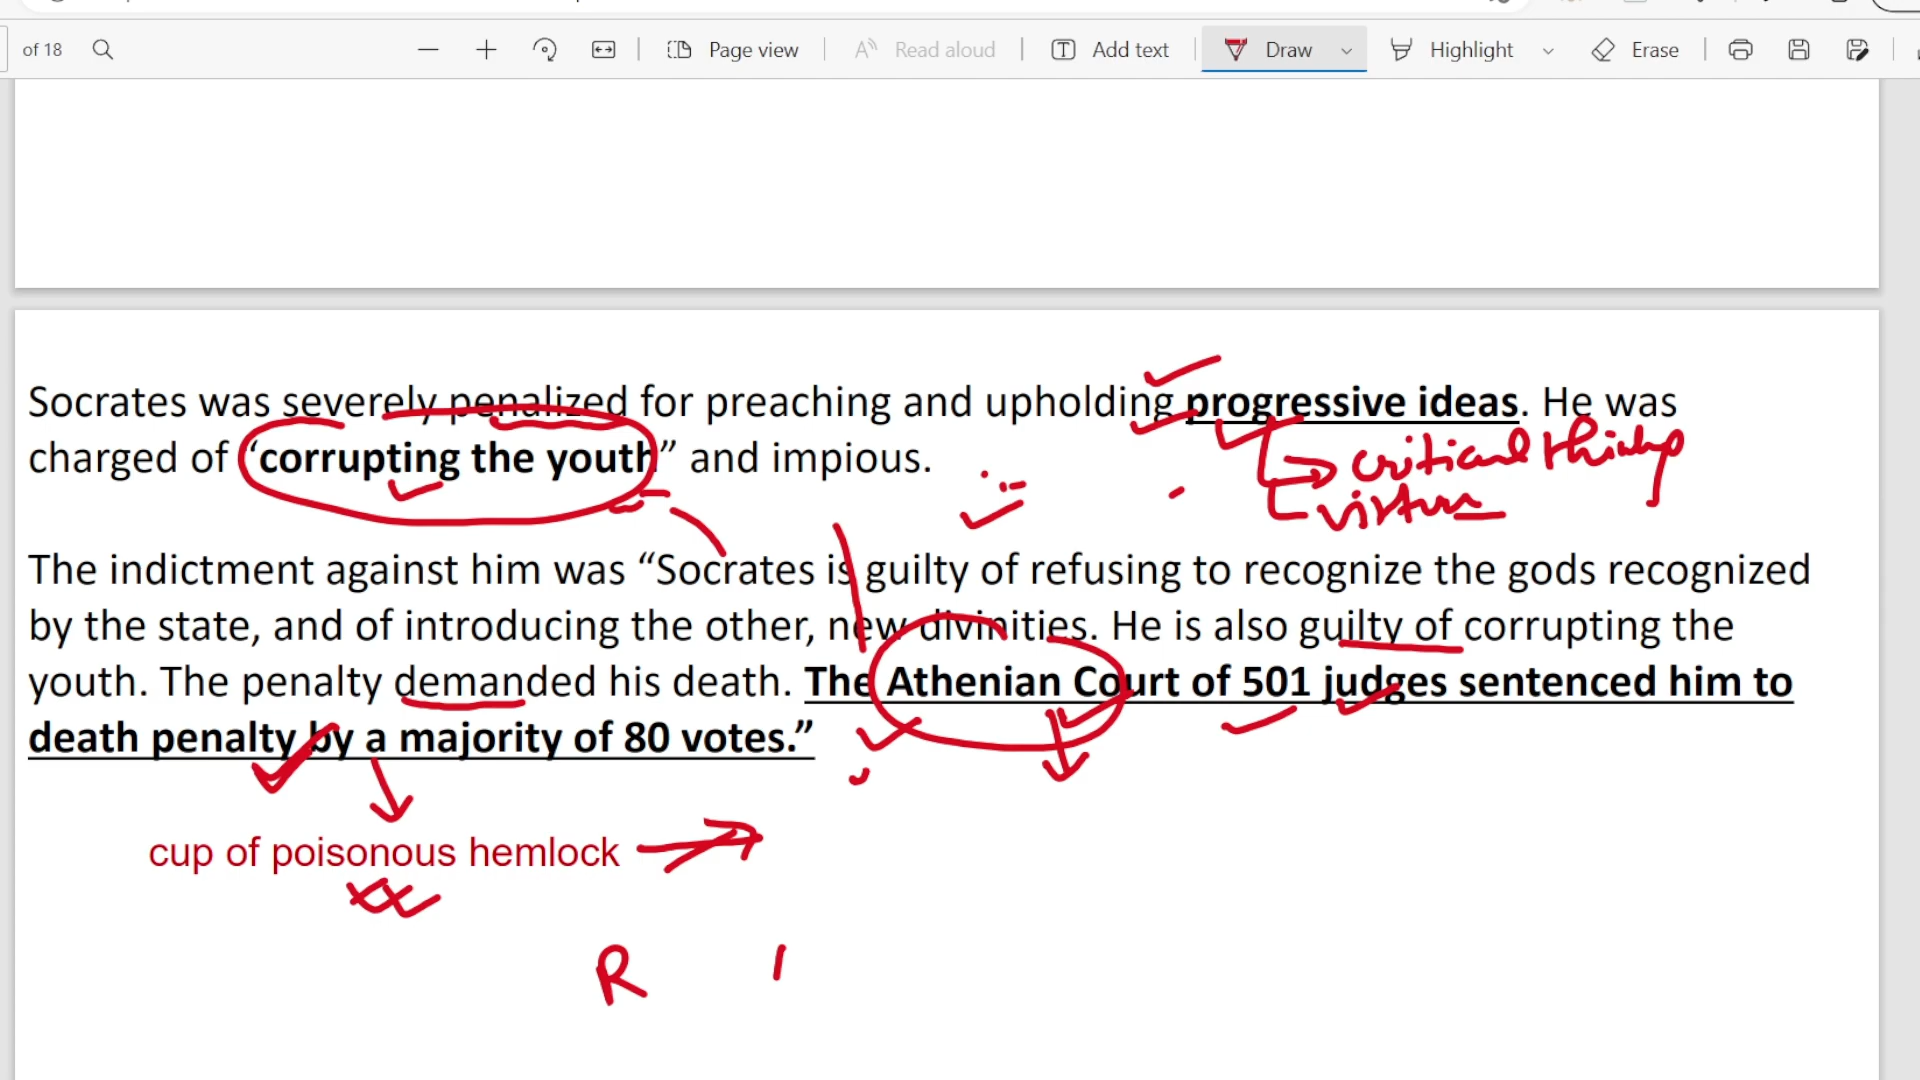 of 18 Page view Read aloud Add text Draw Highlight Erase
Socrates was severely penalized for preaching and upholding progressive ideas. He was
charged of “corrupting the youth” and impious.
critical thinkg
virtue
The indictment against him was “Socrates is guilty of refusing to recognize the gods recognized
by the state, and of introducing the other, new divinities. He is also guilty of corrupting the
youth. The penalty demanded his death. The Athenian Court of 501 judges sentenced him to
death penalty by a majority of 80 votes.”
cup of poisonous hemlock
R